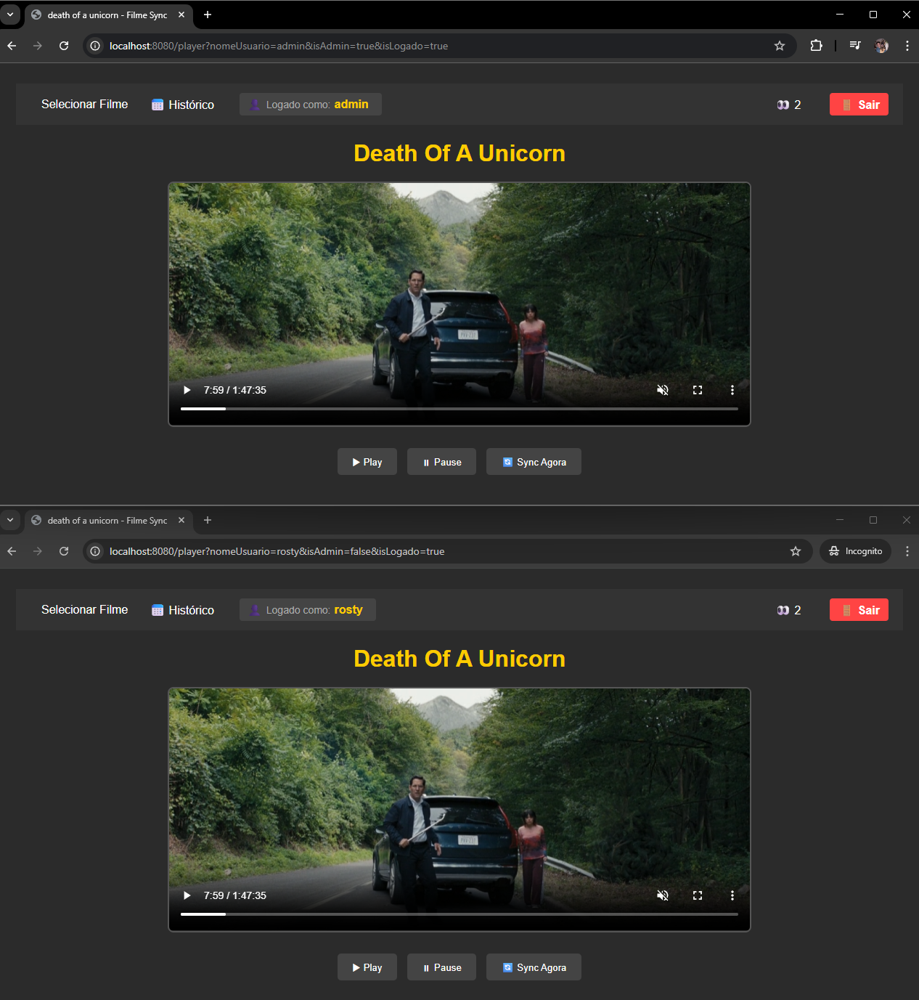 death of a unicorn - Filme Sync
localhost:8080/player?nomeUsuario=admin&isAdmin=true&isLogado=true
Selecionar Filme Histórico Logado como: admin 2 Sair
Death Of A Unicorn
7:59 / 1:47:35
Play Pause Sync Agora
death of a unicorn - Filme Sync
localhost:8080/player?nomeUsuario=rosty&isAdmin=false&isLogado=true Incognito
Selecionar Filme Histórico Logado como: rosty 2 Sair
Death Of A Unicorn
7:59 / 1:47:35
Play Pause Sync Agora